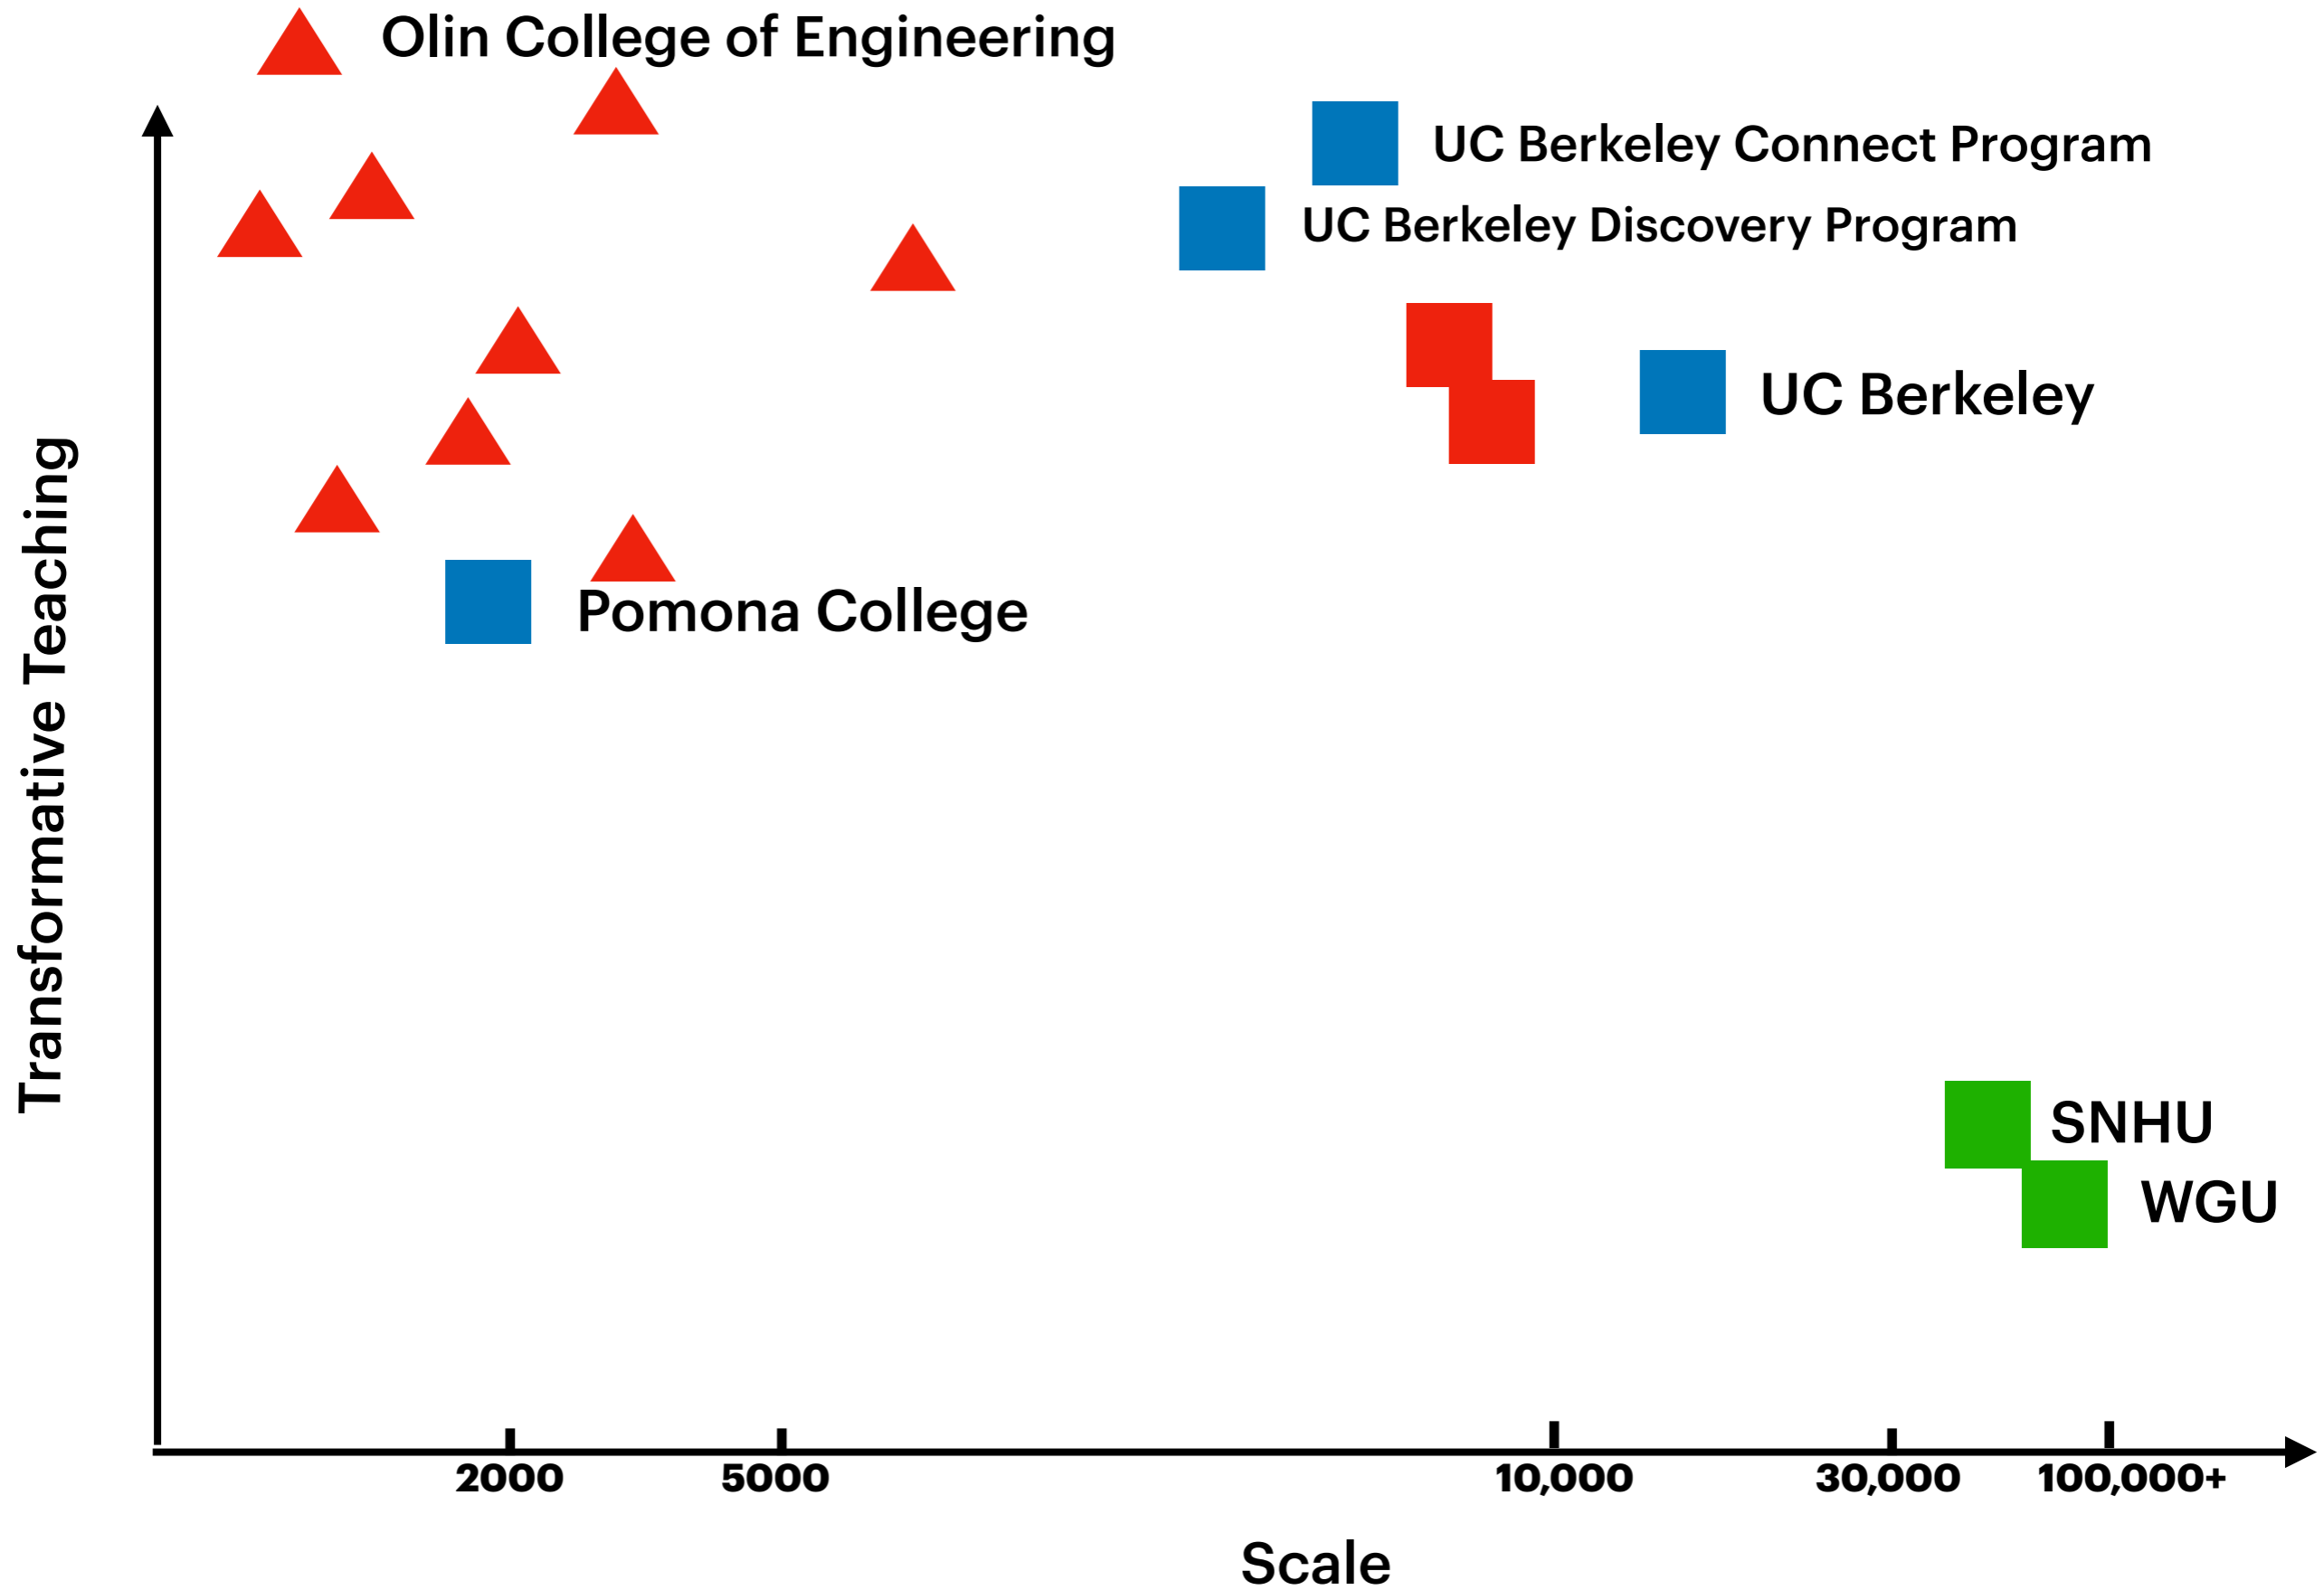 Olin College of Engineering
UC Berkeley Connect Program
UC Berkeley Discovery Program
UC Berkeley
Transformative Teaching
Pomona College
SNHU
WGU
2000
5000
10,000
30,000
100,000+
Scale